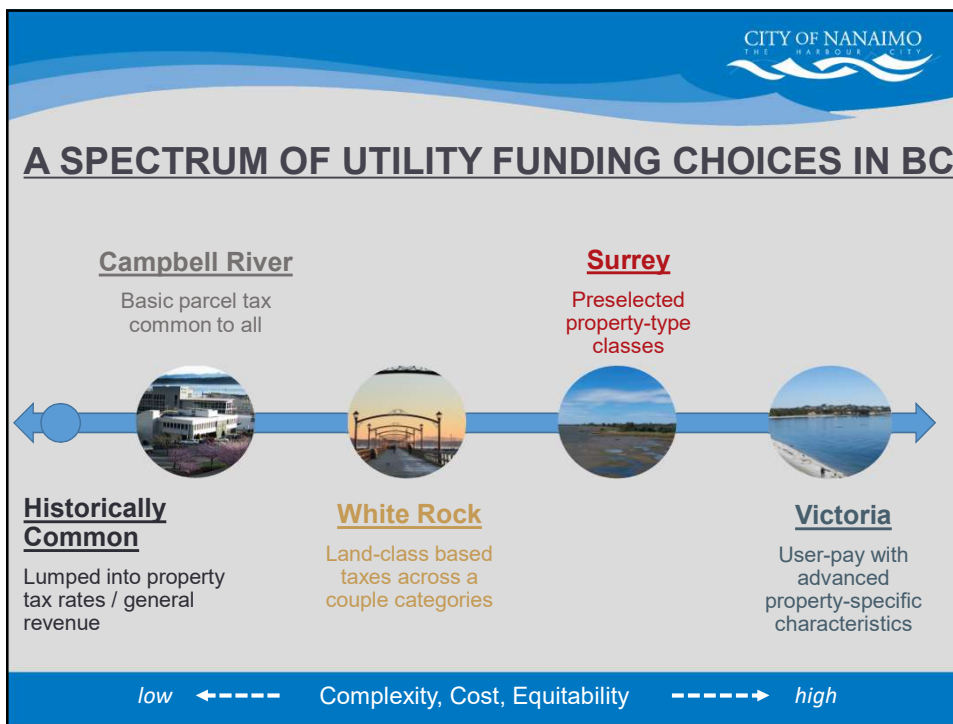 CITY OF NANAIMO
THE HARBOUR CITY
A SPECTRUM OF UTILITY FUNDING CHOICES IN BC
Campbell River
Basic parcel tax
common to all
Surrey
Preselected
property-type
classes
Historically
Common
Lumped into property
tax rates / general
revenue
White Rock
Land-class based
taxes across a
couple categories
Victoria
User-pay with
advanced
property-specific
characteristics
low Complexity, Cost, Equitability high